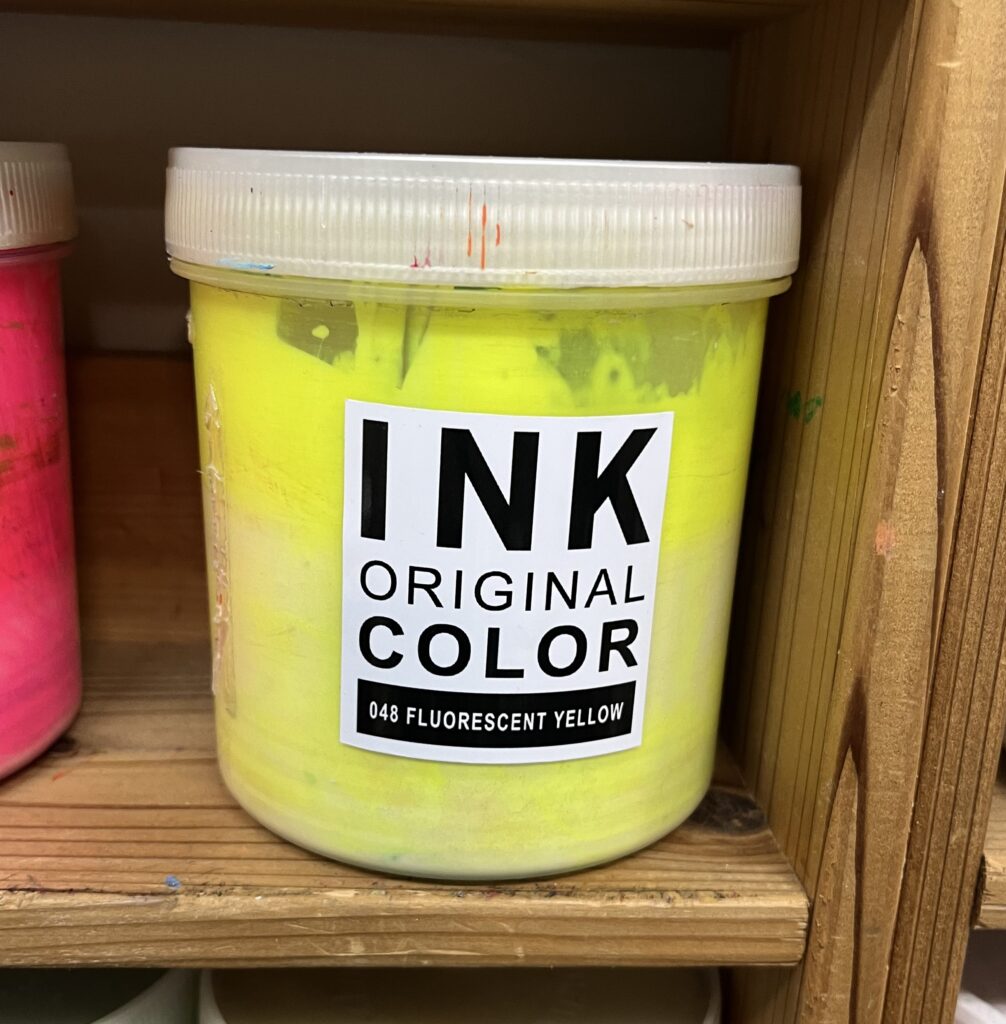 INK
ORIGINAL
COLOR
048 FLUORESCENT YELLOW